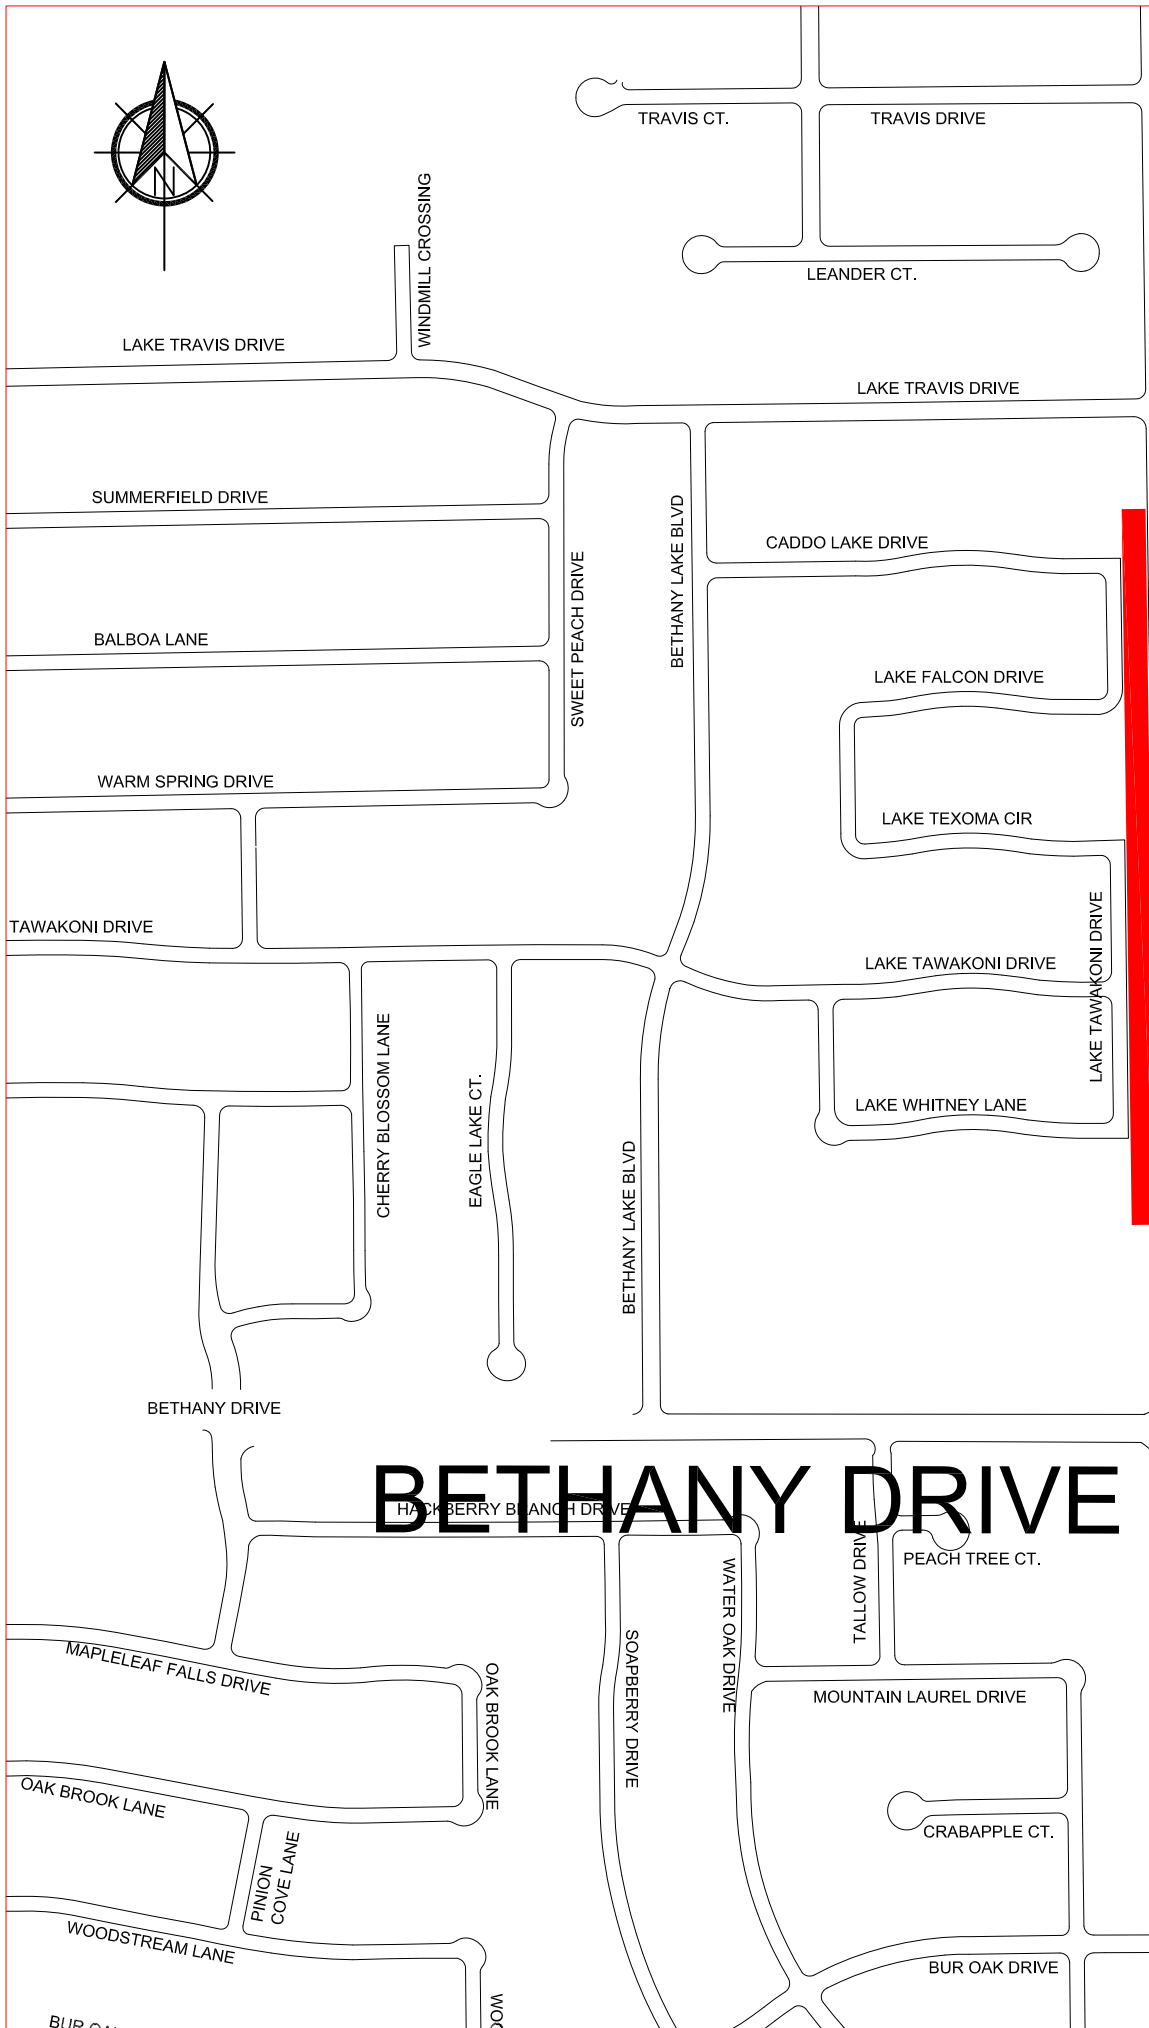 TRAVIS CT.
TRAVIS DRIVE
N
WINDMILL CROSSING
LEANDER CT.
LAKE TRAVIS DRIVE
LAKE TRAVIS DRIVE
SUMMERFIELD DRIVE
BETHANY LAKE BLVD
CADDO LAKE DRIVE
SWEET PEACH DRIVE
BALBOA LANE
LAKE FALCON DRIVE
WARM SPRING DRIVE
LAKE TEXOMA CIR
TAWAKONI DRIVE
LAKE TAWAKONI DRIVE
LAKE TAWAKONI DRIVE
CHERRY BLOSSOM LANE
EAGLE LAKE CT.
LAKE WHITNEY LANE
BETHANY LAKE BLVD
BETHANY DRIVE
BETHANY DRIVE
HACKBERRY BRANCH DRIVE
TALLOW DRIVE
PEACH TREE CT.
WATER OAK DRIVE
SOAPBERRY DRIVE
MAPLELEAF FALLS DRIVE
OAK BROOK LANE
MOUNTAIN LAUREL DRIVE
OAK BROOK LANE
CRABAPPLE CT.
PINION
COVE LANE
WOODSTREAM LANE
BUR OAK DRIVE